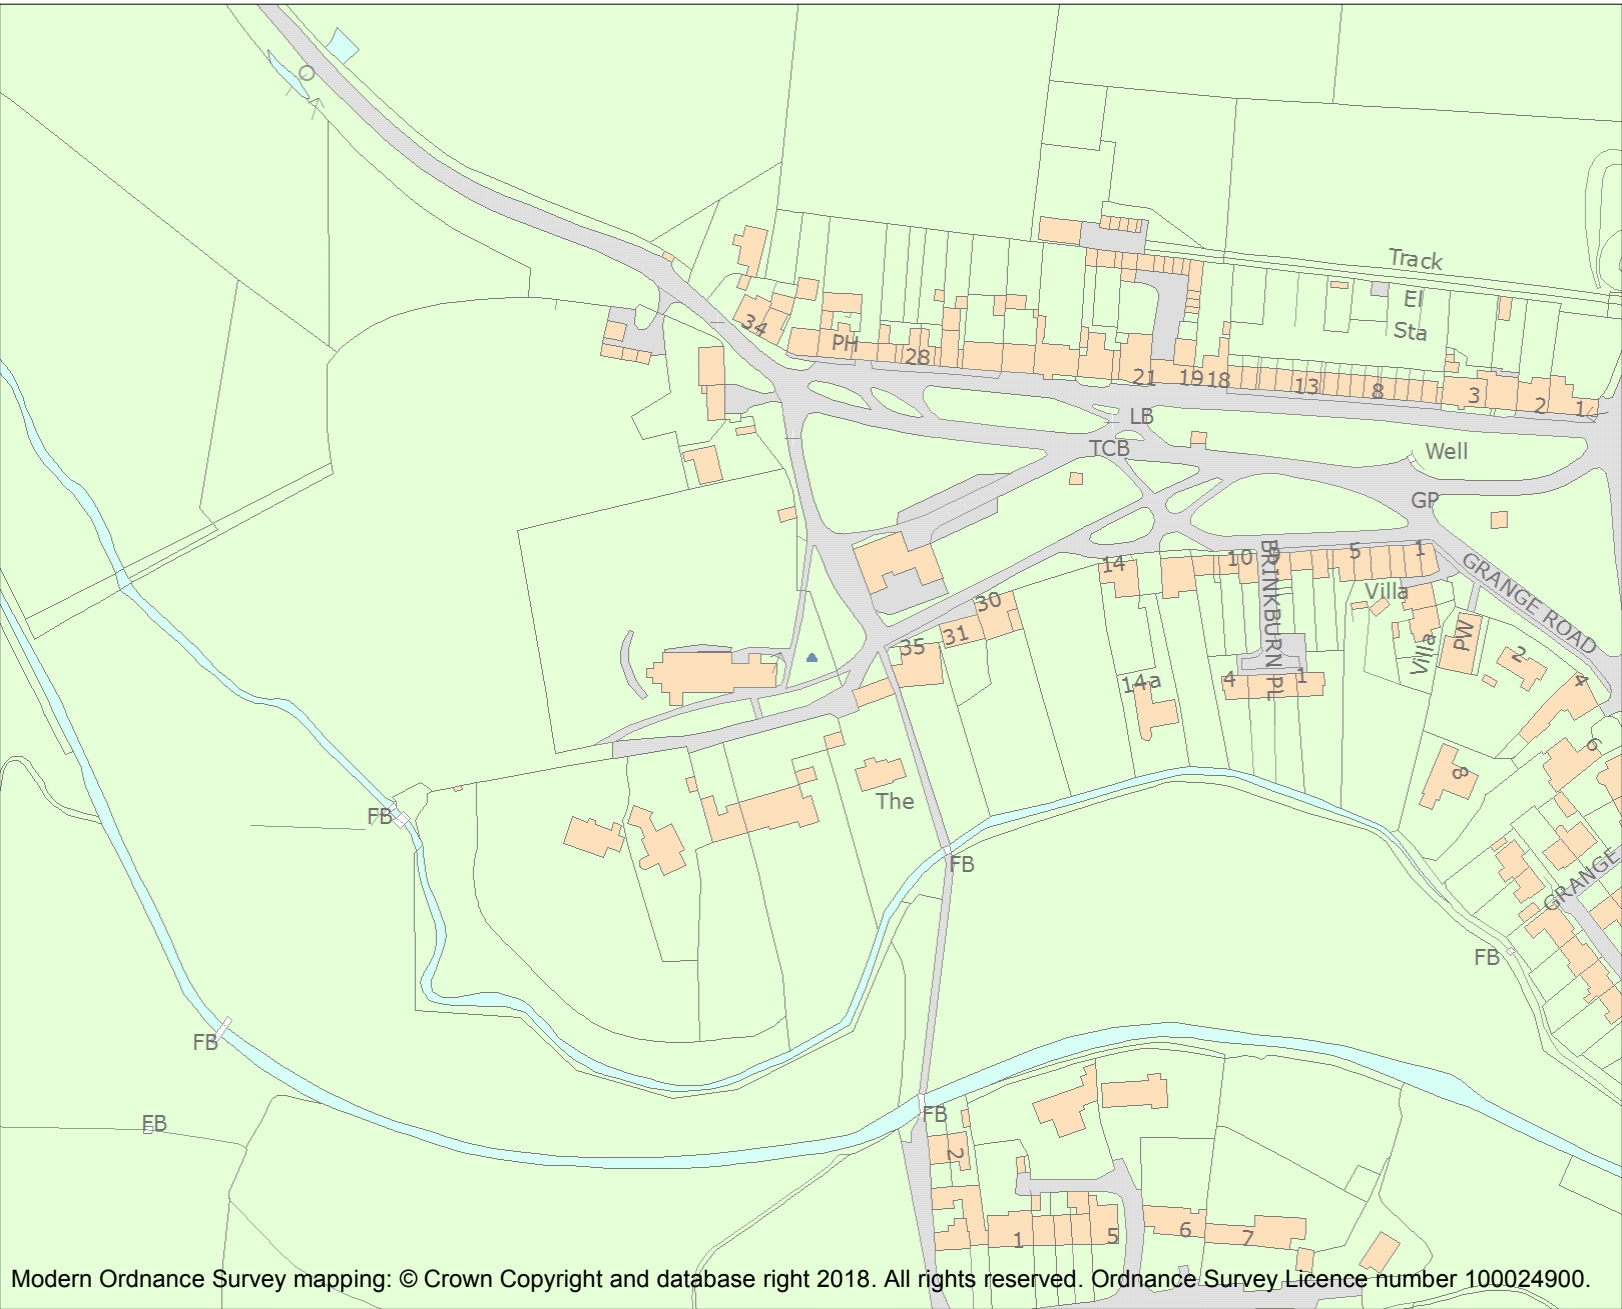 Track
El
Sta
34
PH
28
21
19
18
13
8
3
2
1
LB
TCB
Well
GP
14
10
9
5
1
BRINKBURN PL
GRANGE ROAD
Villa
Villa
PW
30
31
35
14a
4
1
2
4
6
8
The
GRANGE
FB
FB
FB
FB
FB
FB
2
1
5
6
7
Modern Ordnance Survey mapping: © Crown Copyright and database right 2018. All rights reserved. Ordnance Survey Licence number 100024900.